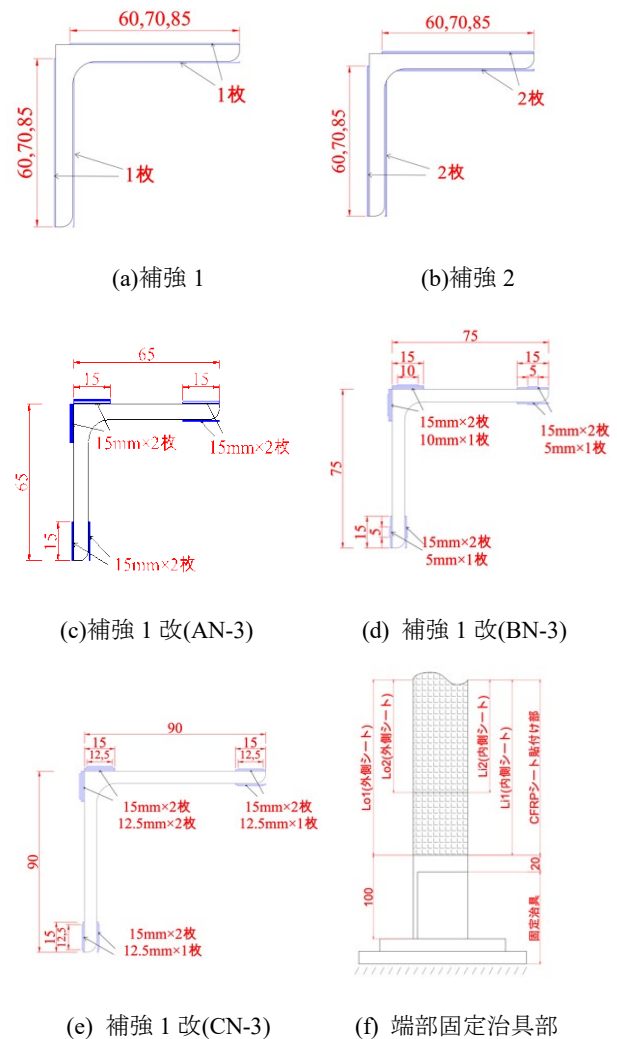 60,70,85
1枚
60,70,85
1枚
(a)補強 1
60,70,85
2枚
60,70,85
2枚
(b)補強 2
65
15
15
15mm×2枚
15mm×2枚
65
15
15mm×2枚
(c)補強 1 改(AN-3)
75
15
10
15
5
15mm×2枚
10mm×1枚
15mm×2枚
5mm×1枚
75
15
5
15mm×2枚
5mm×1枚
(d) 補強 1 改(BN-3)
90
15
12,5
15
12,5
15mm×2枚
12.5mm×2枚
15mm×2枚
12.5mm×1枚
90
15
12,5
15mm×2枚
12.5mm×1枚
(e) 補強 1 改(CN-3)
Lo1(外側シート)
Lo2(外側シート)
Li2(内側シート)
Li1(内側シート)
CFRPシート貼付け部
20
100
固定治具
(f) 端部固定治具部